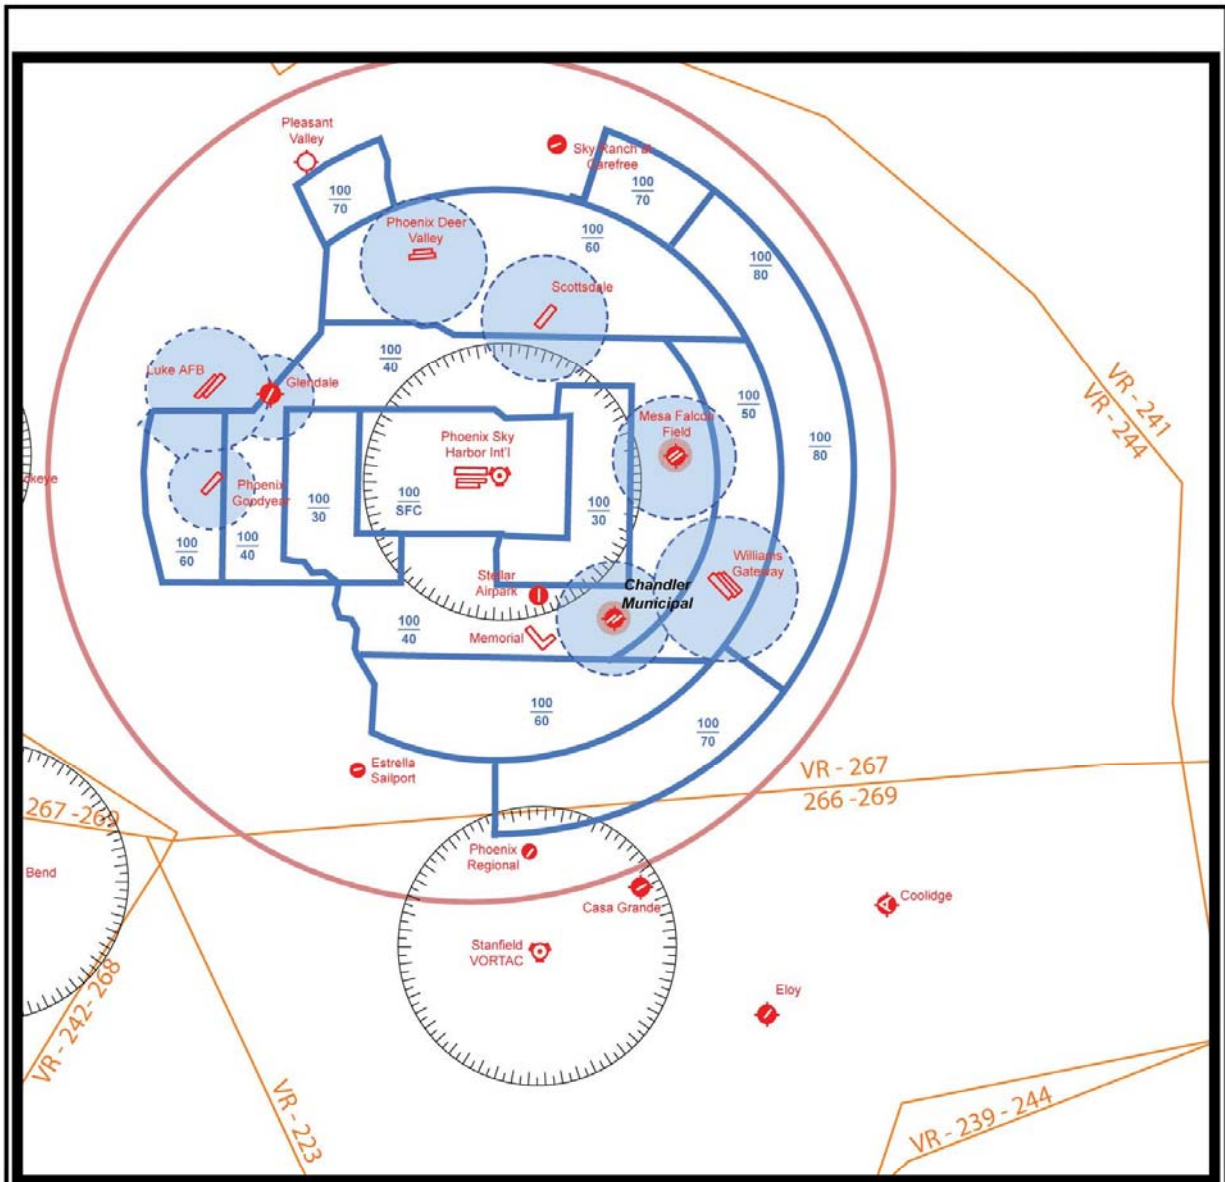 Pleasant
Valley
Sky Ranch at
Carefree
100
70
100
70
Phoenix Deer
Valley
100
60
100
80
Scottsdale
Luke AFB
Glendale
100
40
VR - 241
VR - 244
100
50
Mesa Falcon
Field
100
80
Phoenix Sky
Harbor Int'l
ckeye
Phoenix
Goodyear
100
30
100
SFC
100
30
100
60
100
40
Williams
Gateway
Stellar
Airpark
Chandler
Municipal
100
40
Memorial
100
60
100
70
Estrella
Sailport
VR - 267
266 -269
267 -269
Phoenix
Regional
Bend
Casa Grande
Coolidge
Stanfield
VORTAC
Eloy
VR - 242- 268
VR - 223
VR - 239 - 244